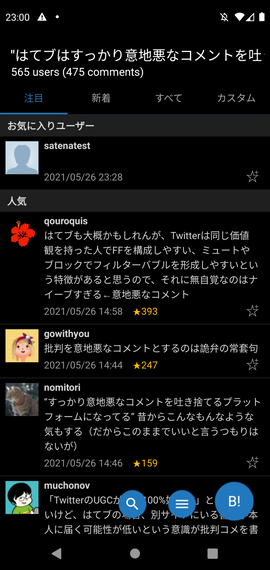 23:00
"はてブはすっかり意地悪なコメントを吐
565 users (475 comments)
注目 新着 すべて カスタム
お気に入りユーザー
satenatest
2021/05/26 23:28
人気
qouroquis
はてブも大概かもしれんが、Twitterは同じ価値
観を持った人でFFを構成しやすい、ミュートや
ブロックでフィルターバブルを形成しやすいとい
う特徴があると思うので、それに無自覚なのはナ
イーブすぎる←意地悪なコメント
2021/05/26 14:58 ★393
gowithyou
批判を意地悪なコメントとするのは詭弁の常套句
2021/05/26 14:44 ★247
nomitori
"すっかり意地悪なコメントを吐き捨てるプラット
フォームになってる" 昔からこんなもんなような
気もする（だからこのままでいいと言うつもりは
ないが）
2021/05/26 14:46 ★159
muchonov
「TwitterのUGCが
100%
」と
いけど、はてブの
、別サイ
にいる
本
人に届く可能性が低いという意識が批判コメを書
B!